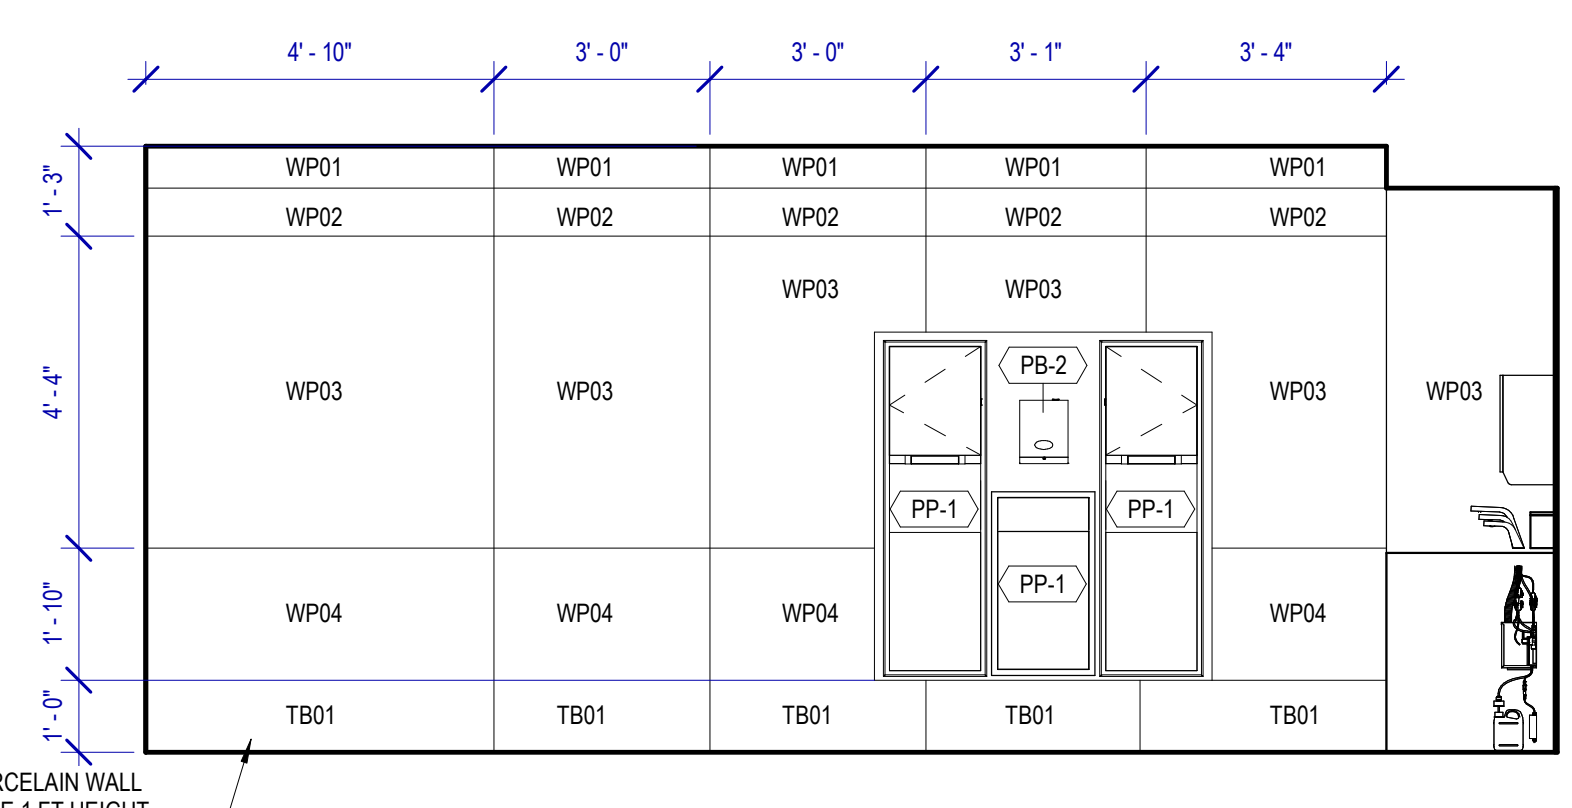 4' - 10" 3' - 0" 3' - 0" 3' - 1" 3' - 4"
1' - 3"
WP01 WP01 WP01 WP01 WP01
WP02 WP02 WP02 WP02 WP02
WP03 WP03
4' - 4"
PB-2
WP03 WP03 WP03 WP03
PP-1 PP-1
PP-1
1' - 10"
WP04 WP04 WP04 WP04
1' - 0"
TB01 TB01 TB01 TB01 TB01
RCELAIN WALL
E 1 FT HEIGHT